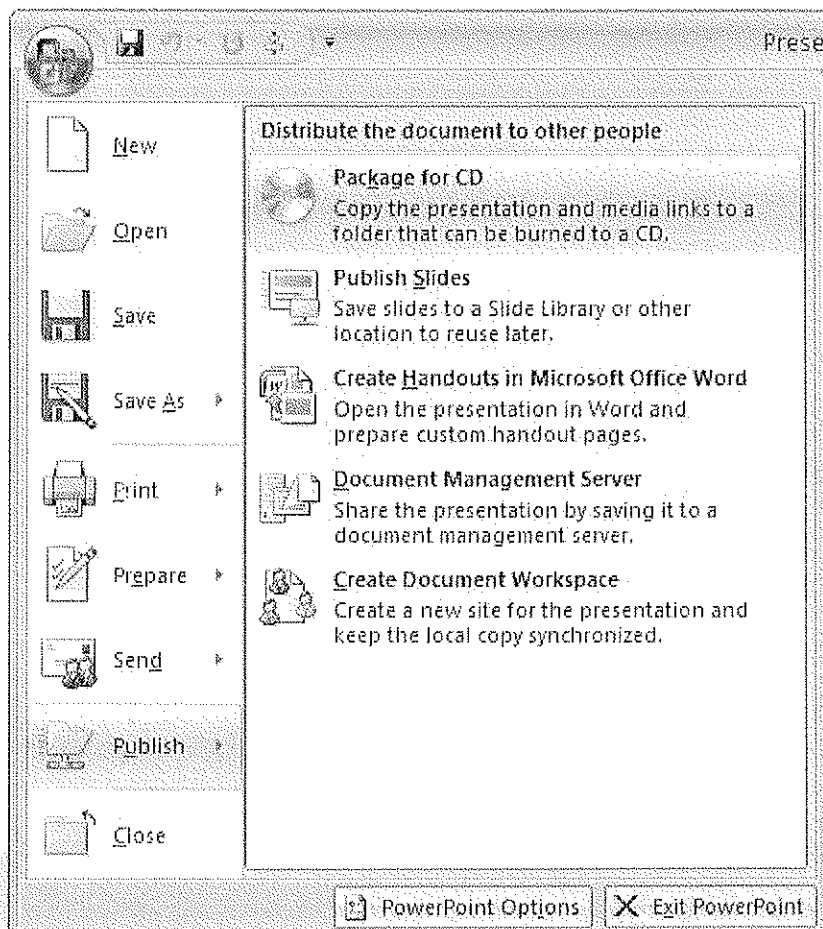 Prese
New
Open
Save
Save As
Print
Prepare
Send
Publish
Close
Distribute the document to other people
Package for CD
Copy the presentation and media links to a
folder that can be burned to a CD.
Publish Slides
Save slides to a Slide Library or other
location to reuse later.
Create Handouts in Microsoft Office Word
Open the presentation in Word and
prepare custom handout pages.
Document Management Server
Share the presentation by saving it to a
document management server.
Create Document Workspace
Create a new site for the presentation and
keep the local copy synchronized.
PowerPoint Options
Exit PowerPoint